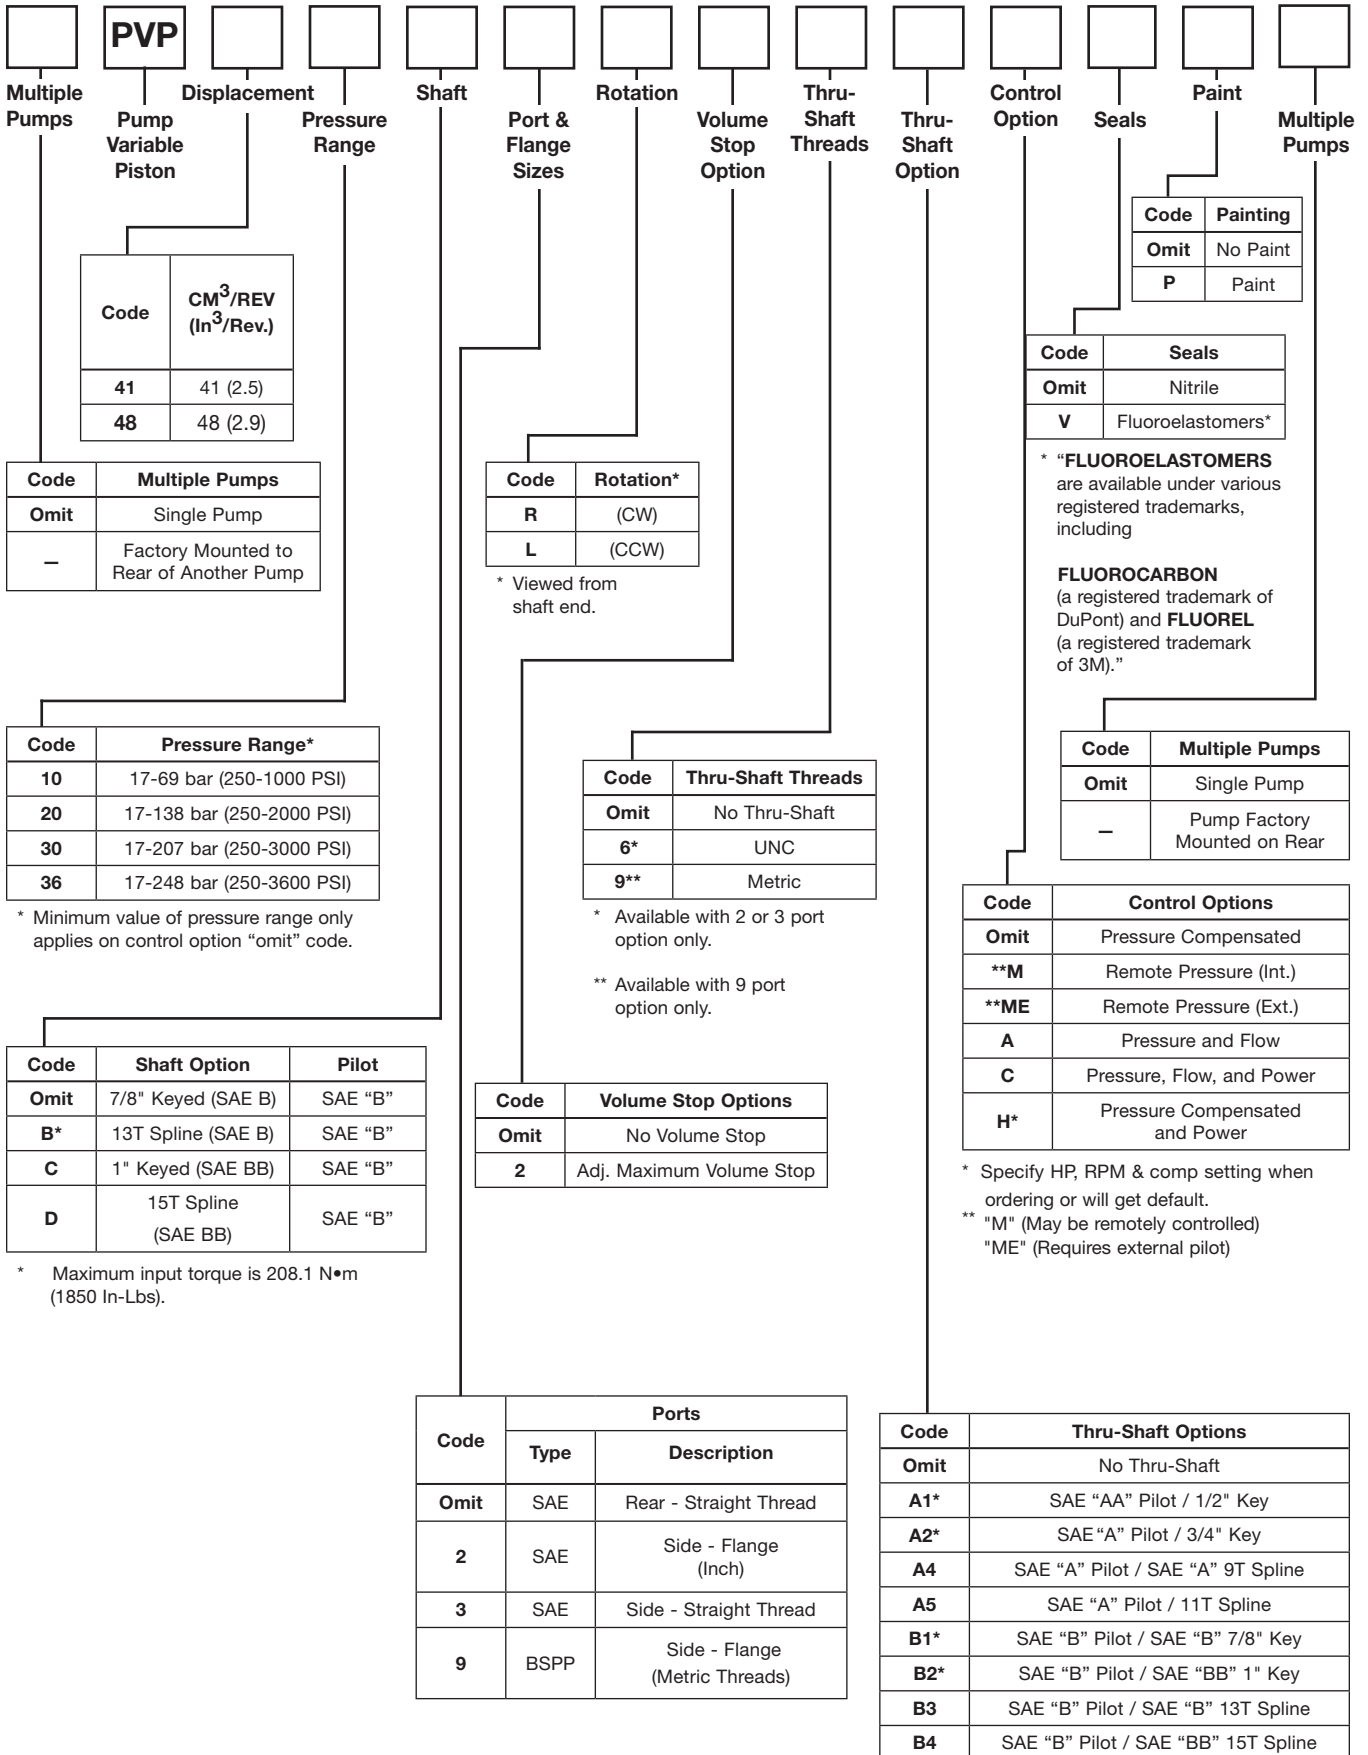 PVP
Multiple
Pumps
Pump
Variable
Piston
Displacement
Pressure
Range
Shaft
Port &
Flange
Sizes
Rotation
Volume
Stop
Option
Thru-
Shaft
Threads
Thru-
Shaft
Option
Control
Option
Seals
Paint
Multiple
Pumps
Code Painting
Omit No Paint
P Paint
Code CM3/REV
(In3/Rev.)
41 41 (2.5)
48 48 (2.9)
Code Seals
Omit Nitrile
V Fluoroelastomers*
* “FLUOROELASTOMERS
are available under various
registered trademarks,
including
FLUOROCARBON
(a registered trademark of
DuPont) and FLUOREL
(a registered trademark
of 3M).”
Code Multiple Pumps
Omit Single Pump
— Factory Mounted to
Rear of Another Pump
Code Rotation*
R (CW)
L (CCW)
* Viewed from
shaft end.
Code Pressure Range*
10 17-69 bar (250-1000 PSI)
20 17-138 bar (250-2000 PSI)
30 17-207 bar (250-3000 PSI)
36 17-248 bar (250-3600 PSI)
* Minimum value of pressure range only
applies on control option “omit” code.
Code Thru-Shaft Threads
Omit No Thru-Shaft
6* UNC
9** Metric
* Available with 2 or 3 port
option only.
** Available with 9 port
option only.
Code Multiple Pumps
Omit Single Pump
— Pump Factory
Mounted on Rear
Code Control Options
Omit Pressure Compensated
**M Remote Pressure (Int.)
**ME Remote Pressure (Ext.)
A Pressure and Flow
C Pressure, Flow, and Power
H* Pressure Compensated
and Power
* Specify HP, RPM & comp setting when
ordering or will get default.
** "M" (May be remotely controlled)
"ME" (Requires external pilot)
Code Shaft Option Pilot
Omit 7/8" Keyed (SAE B) SAE “B”
B* 13T Spline (SAE B) SAE “B”
C 1" Keyed (SAE BB) SAE “B”
D 15T Spline
(SAE BB) SAE “B”
* Maximum input torque is 208.1 N•m
(1850 In-Lbs).
Code Volume Stop Options
Omit No Volume Stop
2 Adj. Maximum Volume Stop
Code Ports
Type Description
Omit SAE Rear - Straight Thread
2 SAE Side - Flange
(Inch)
3 SAE Side - Straight Thread
9 BSPP Side - Flange
(Metric Threads)
Code Thru-Shaft Options
Omit No Thru-Shaft
A1* SAE “AA” Pilot / 1/2" Key
A2* SAE “A” Pilot / 3/4" Key
A4 SAE “A” Pilot / SAE “A” 9T Spline
A5 SAE “A” Pilot / 11T Spline
B1* SAE “B” Pilot / SAE “B” 7/8" Key
B2* SAE “B” Pilot / SAE “BB” 1" Key
B3 SAE “B” Pilot / SAE “B” 13T Spline
B4 SAE “B” Pilot / SAE “BB” 15T Spline